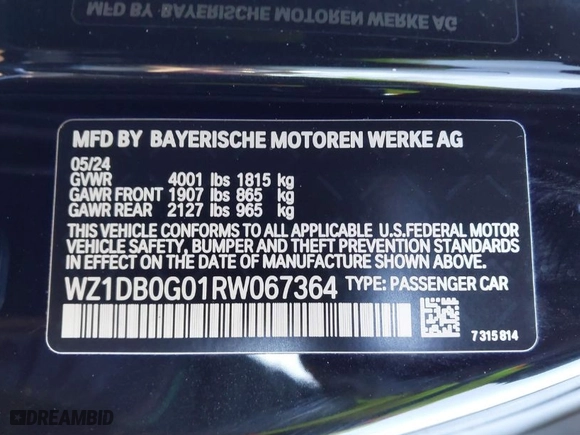 MFD BY BAYERISCHE MOTOREN WERKE AG
MFD BY BAYERISCHE MOTOREN WERKE AG
05/24
GVWR 4001 lbs 1815 kg
GAWR FRONT 1907 lbs 865 kg
GAWR REAR 2127 lbs 965 kg
THIS VEHICLE CONFORMS TO ALL APPLICABLE U.S.FEDERAL MOTOR
VEHICLE SAFETY, BUMPER AND THEFT PREVENTION STANDARDS IN
EFFECT ON THE DATE OF MANUFACTURE SHOWN ABOVE.
WZ1DB0G01RW067364 TYPE: PASSENGER CAR
7 315 814
DREAMBID